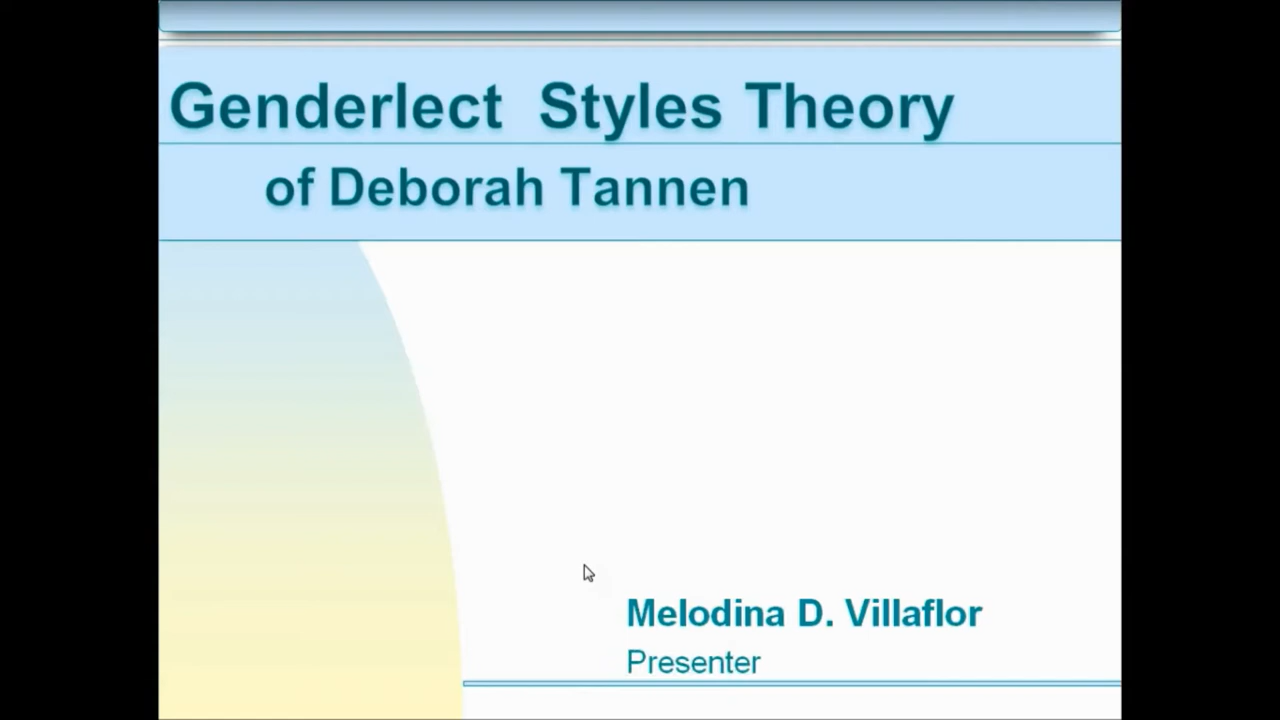 Genderlect Styles Theory
of Deborah Tannen
Melodina D. Villaflor
Presenter